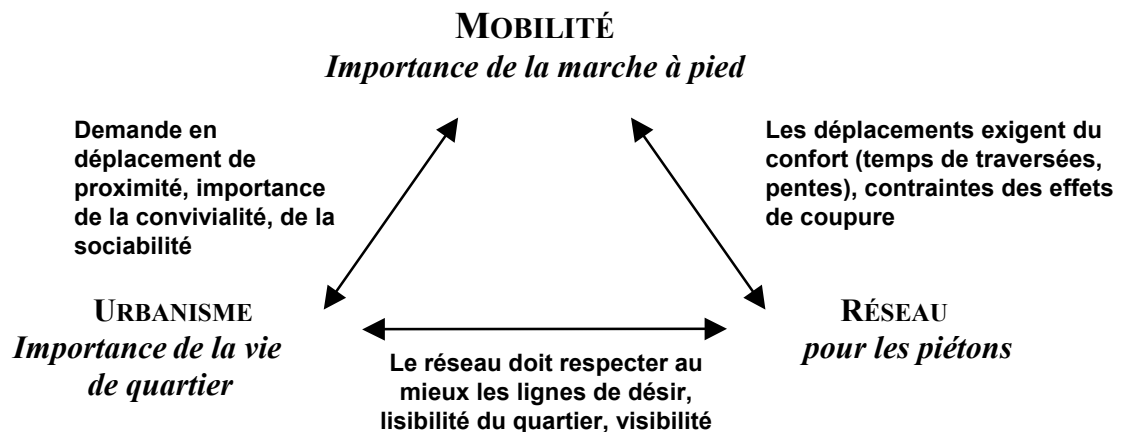 MOBILITÉ
Importance de la marche à pied
Demande en
déplacement de
proximité, importance
de la convivialité, de la
sociabilité
Les déplacements exigent du
confort (temps de traversées,
pentes), contraintes des effets
de coupure
URBANISME
Importance de la vie
de quartier
RÉSEAU
pour les piétons
Le réseau doit respecter au
mieux les lignes de désir,
lisibilité du quartier, visibilité